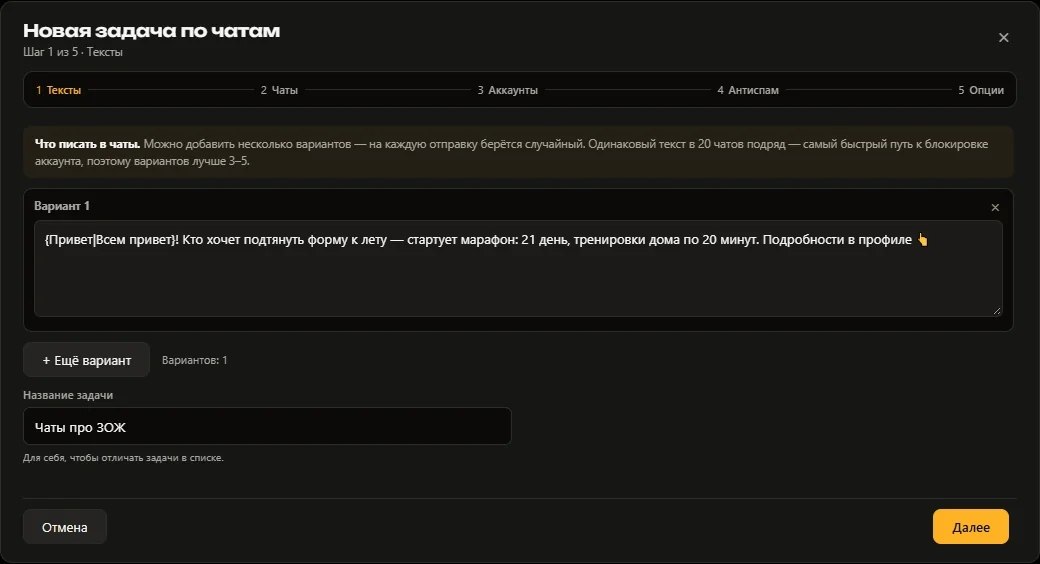 Новая задача по чатам
Шаг 1 из 5 · Тексты
1 Тексты 2 Чаты 3 Аккаунты 4 Антиспам 5 Опции
Что писать в чаты. Можно добавить несколько вариантов — на каждую отправку берётся случайный. Одинаковый текст в 20 чатов подряд — самый быстрый путь к блокировке
аккаунта, поэтому вариантов лучше 3–5.
Вариант 1
{Привет|Всем привет}! Кто хочет подтянуть форму к лету — стартует марафон: 21 день, тренировки дома по 20 минут. Подробности в профиле 👆
+ Ещё вариант Вариантов: 1
Название задачи
Чаты про ЗОЖ
Для себя, чтобы отличать задачи в списке.
Отмена Далее